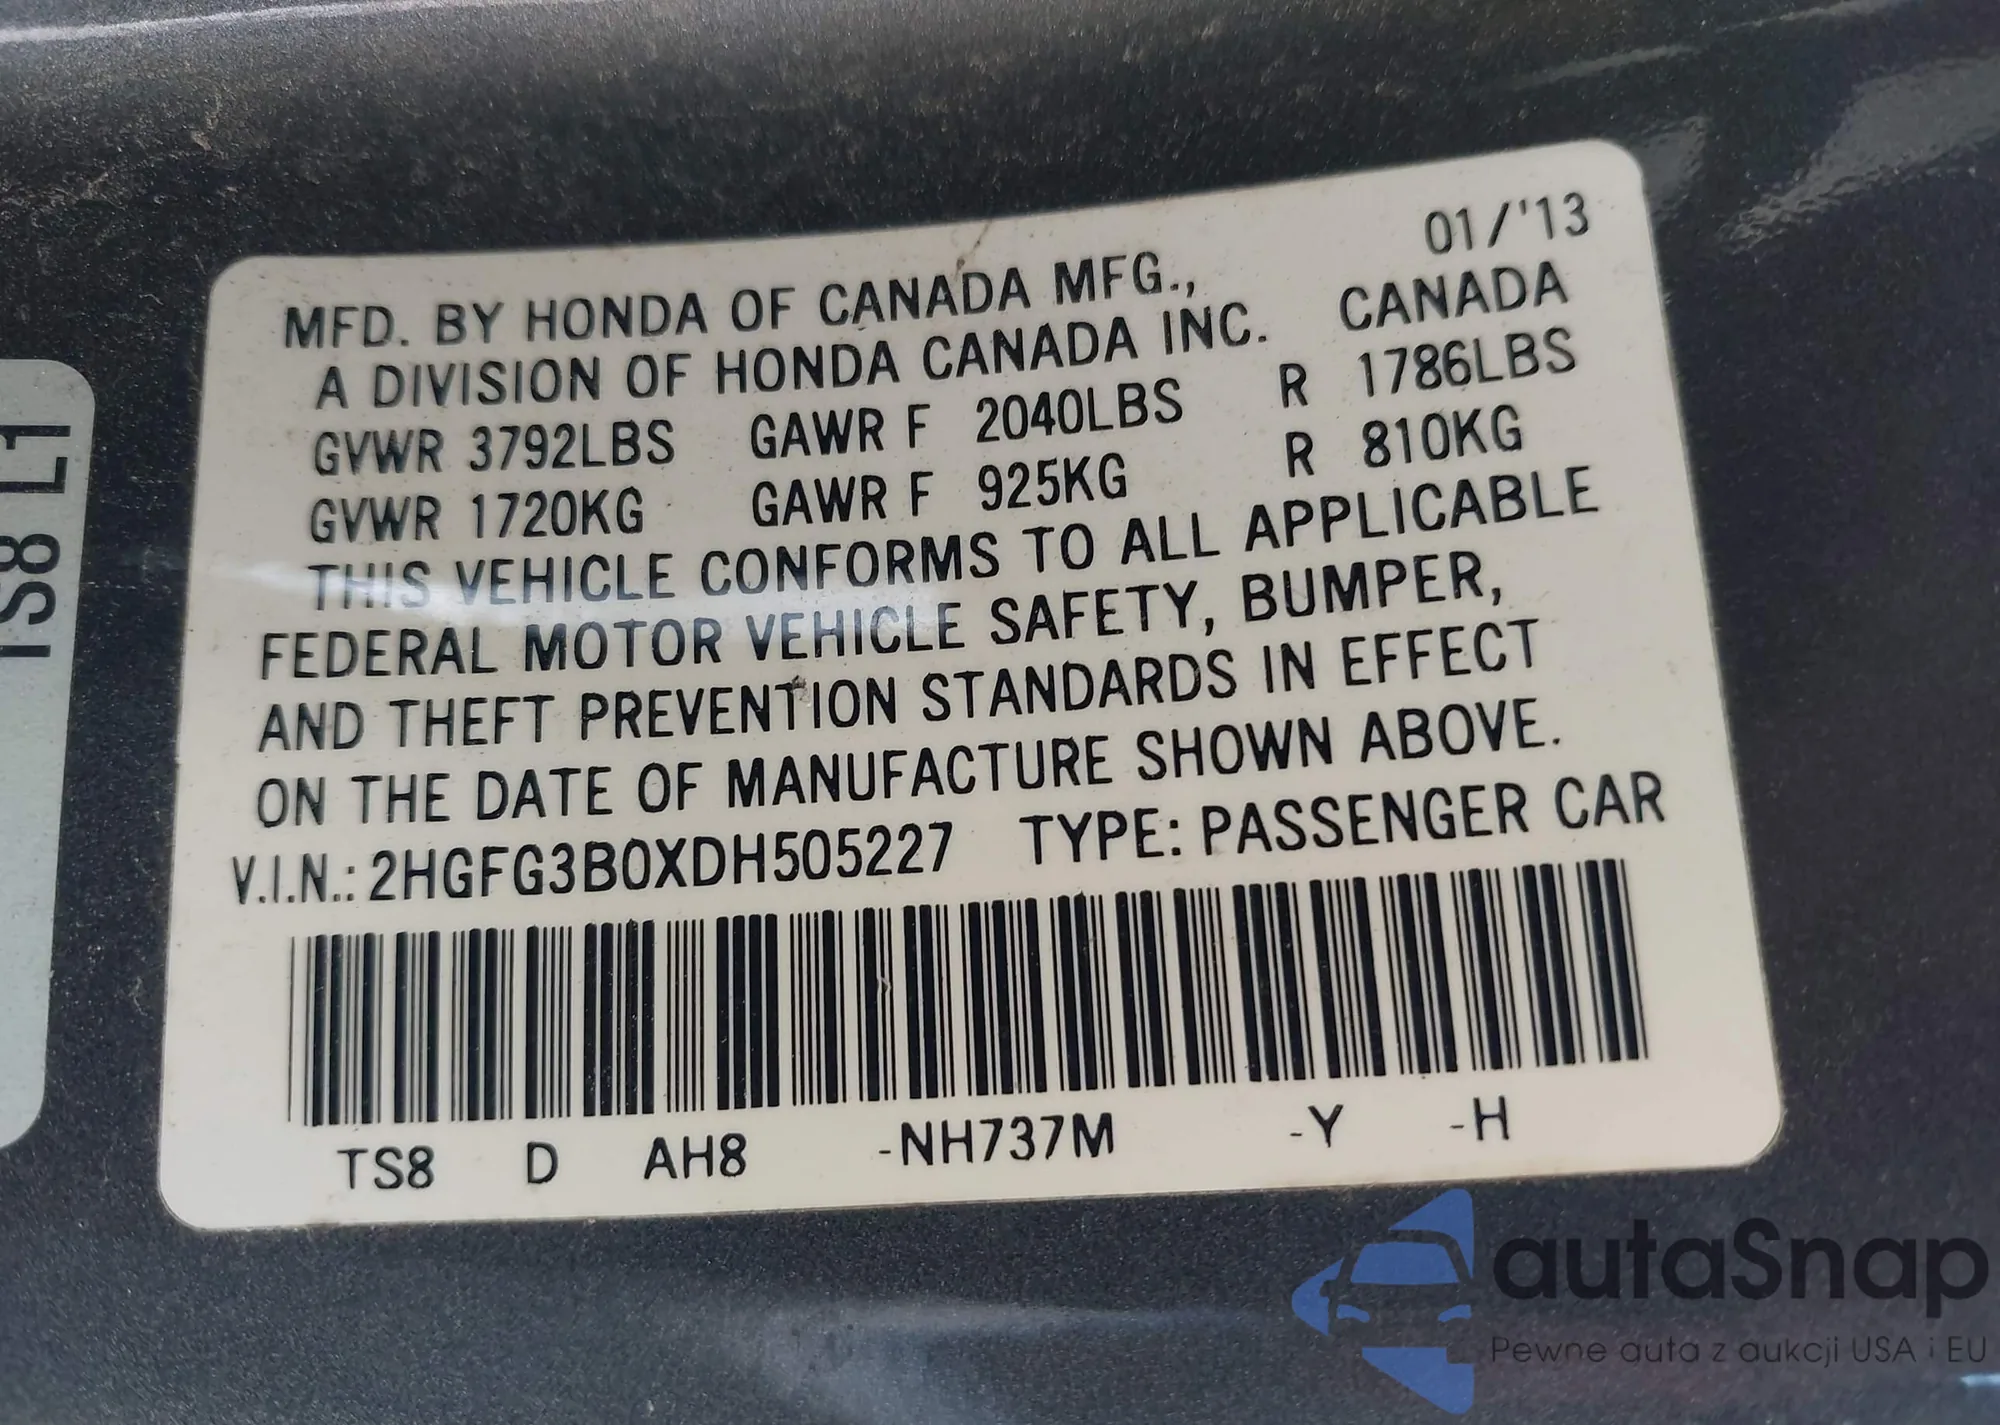 01/'13
MFD. BY HONDA OF CANADA MFG.,
A DIVISION OF HONDA CANADA INC. CANADA
GVWR 3792LBS GAWR F 2040LBS R 1786LBS
GVWR 1720KG GAWR F 925KG R 810KG
THIS VEHICLE CONFORMS TO ALL APPLICABLE
FEDERAL MOTOR VEHICLE SAFETY, BUMPER,
AND THEFT PREVENTION STANDARDS IN EFFECT
ON THE DATE OF MANUFACTURE SHOWN ABOVE.
V.I.N.: 2HGFG3B0XDH505227 TYPE: PASSENGER CAR
TS8 D AH8 -NH737M -Y -H
TS8 L1
autaSnap
Pewne auta z aukcji USA i EU